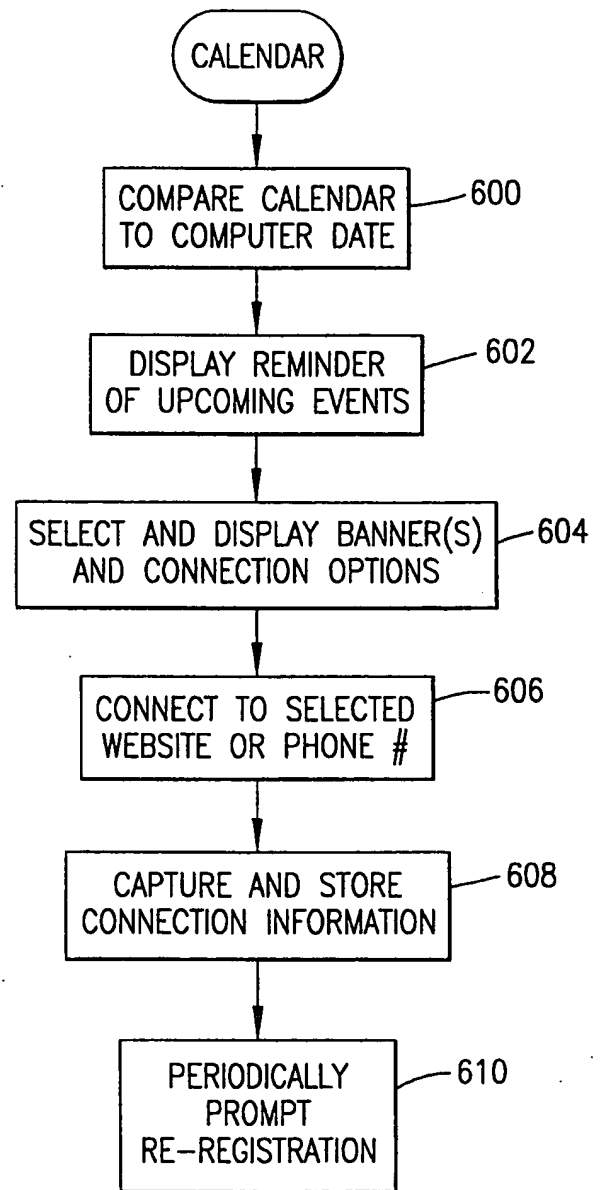 CALENDAR
COMPARE CALENDAR
TO COMPUTER DATE
600
DISPLAY REMINDER
OF UPCOMING EVENTS
602
SELECT AND DISPLAY BANNER(S)
AND CONNECTION OPTIONS
604
CONNECT TO SELECTED
WEBSITE OR PHONE #
606
CAPTURE AND STORE
CONNECTION INFORMATION
608
PERIODICALLY
PROMPT
RE-REGISTRATION
610